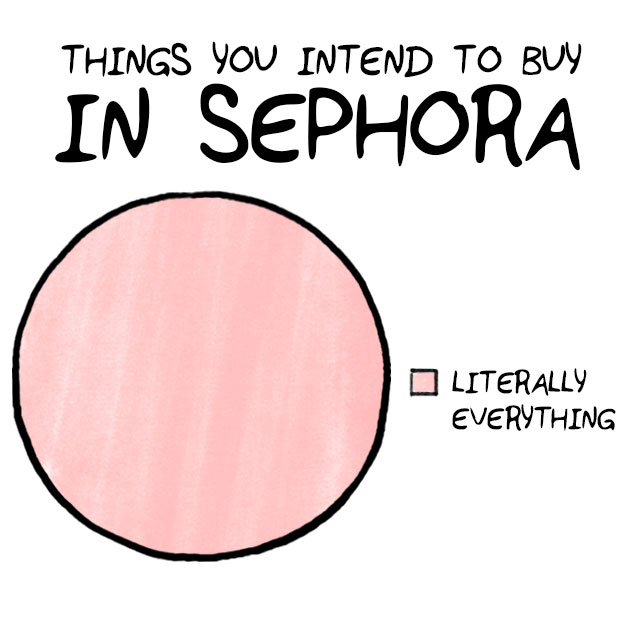 THINGS YOU INTEND TO BUY
IN SEPHORA
LITERALLY
EVERYTHING